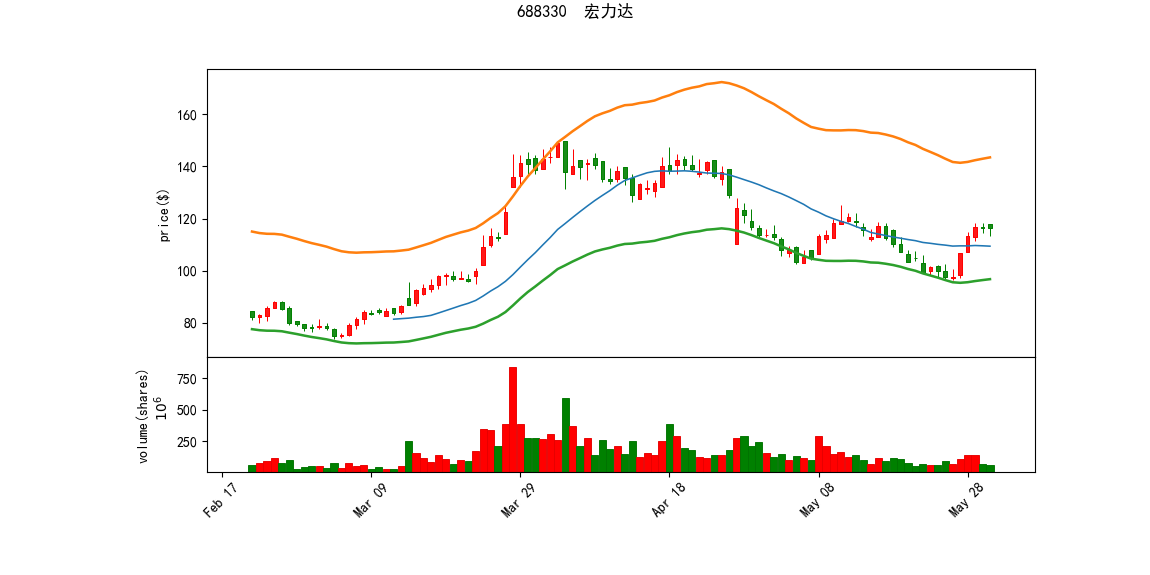 688330 宏力达
price($)
160
140
120
100
80
volume(shares)
10^6
750
500
250
Feb 17
Mar 09
Mar 29
Apr 18
May 08
May 28